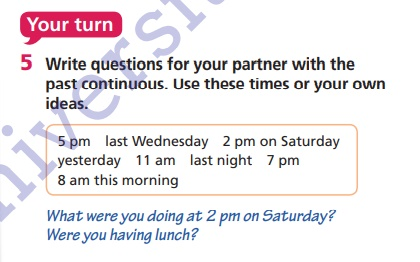 Your turn
5 Write questions for your partner with the
past continuous. Use these times or your own
ideas.
5 pm last Wednesday 2 pm on Saturday
yesterday 11 am last night 7 pm
8 am this morning
What were you doing at 2 pm on Saturday?
Were you having lunch?